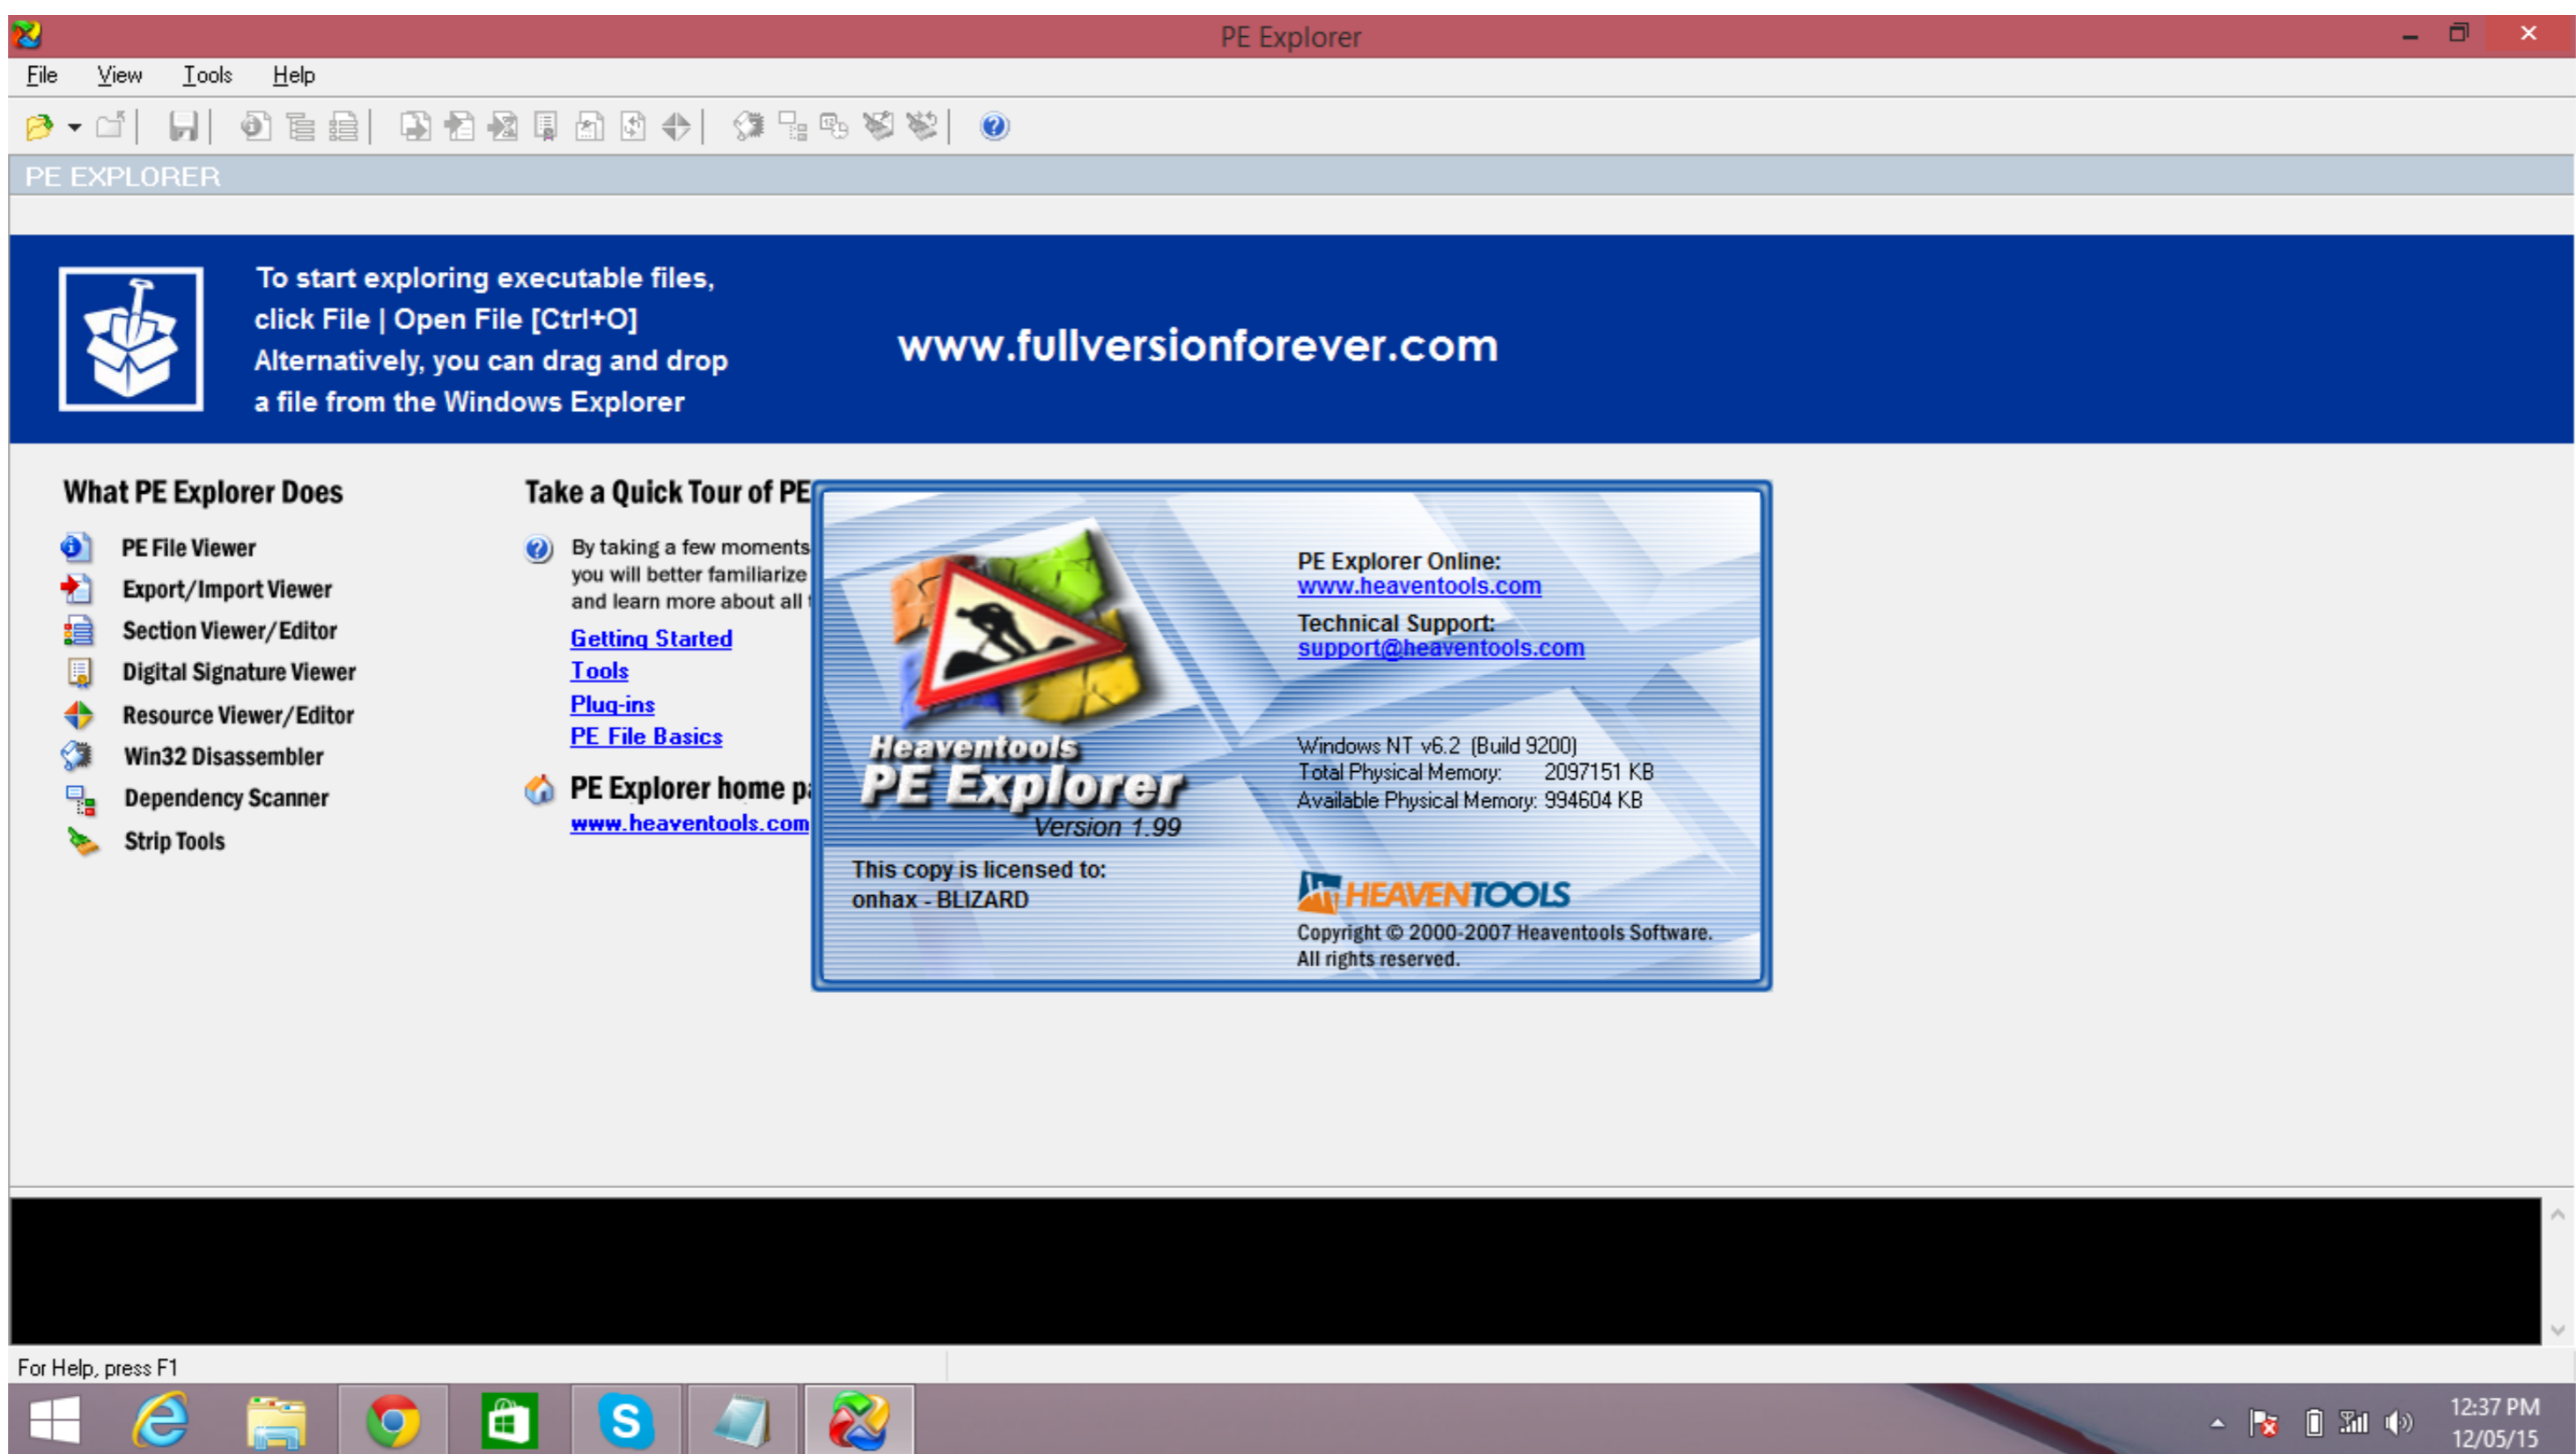 PE Explorer
File View Tools Help
PE EXPLORER
To start exploring executable files,
click File | Open File [Ctrl+O]
Alternatively, you can drag and drop
a file from the Windows Explorer
www.fullversionforever.com
What PE Explorer Does
PE File Viewer
Export/Import Viewer
Section Viewer/Editor
Digital Signature Viewer
Resource Viewer/Editor
Win32 Disassembler
Dependency Scanner
Strip Tools
Take a Quick Tour of PE
By taking a few moments
you will better familiarize
and learn more about all
Getting Started
Tools
Plug-ins
PE File Basics
PE Explorer home
www.heaventools.com
Heaventools
PE Explorer
Version 1.99
This copy is licensed to:
onhax - BLIZARD
PE Explorer Online:
www.heaventools.com
Technical Support:
support@heaventools.com
Windows NT v6.2 (Build 9200)
Total Physical Memory: 2097151 KB
Available Physical Memory: 994604 KB
HEAVENTOOLS
Copyright © 2000-2007 Heaventools Software.
All rights reserved.
For Help, press F1
12:37 PM
12/05/15